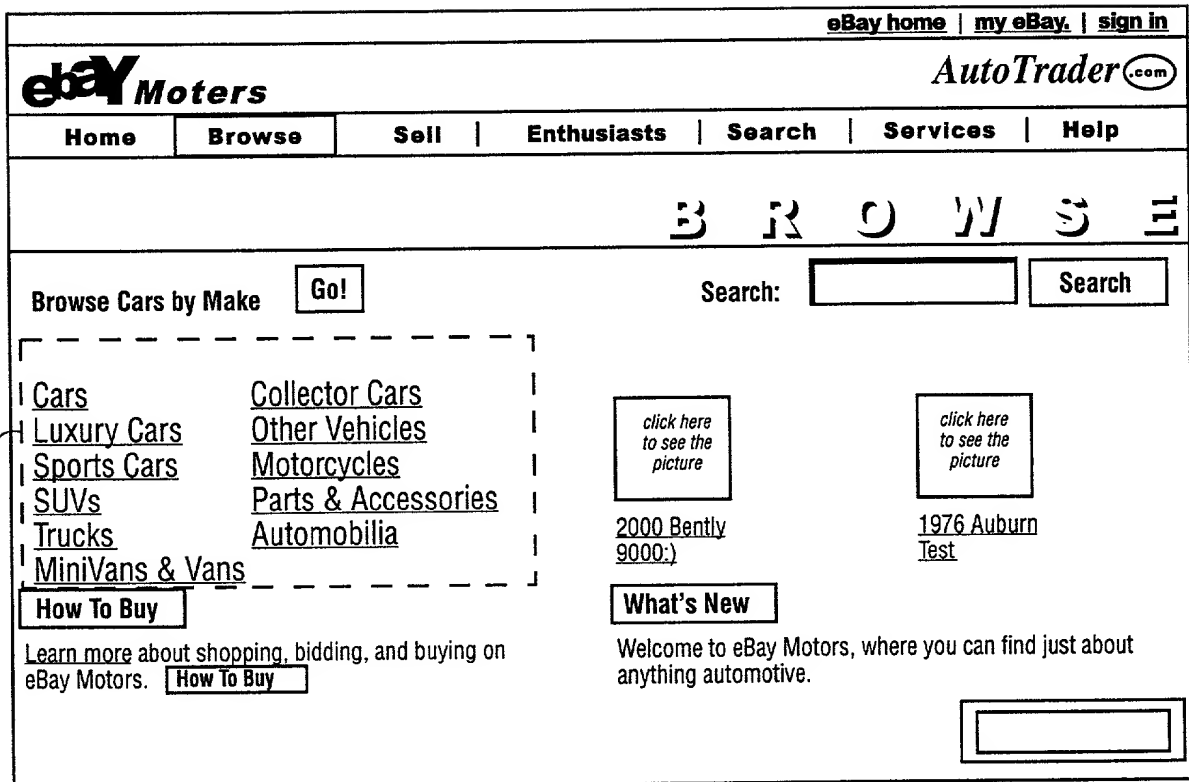 eBay home | my eBay. | sign in
ebaY Moters
AutoTrader .com
Home Browse Sell | Enthusiasts | Search | Services | Help
BROWSE
Browse Cars by Make Go! Search: Search
Cars Collector Cars
Luxury Cars Other Vehicles
Sports Cars Motorcycles
SUVs Parts & Accessories
Trucks Automobilia
MiniVans & Vans
click here
to see the
picture
2000 Bently
9000:)
click here
to see the
picture
1976 Auburn
Test
How To Buy
Learn more about shopping, bidding, and buying on
eBay Motors. How To Buy
What's New
Welcome to eBay Motors, where you can find just about
anything automotive.